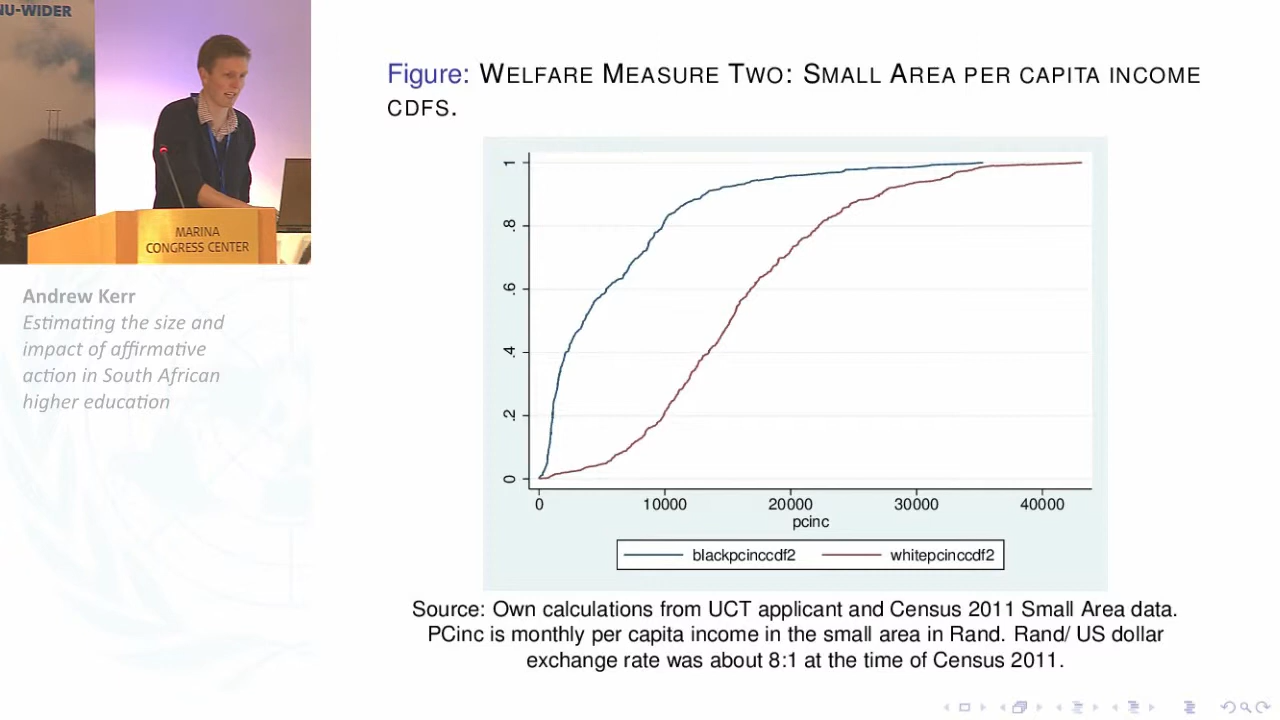 NU-WIDER
MARINA
CONGRESS CENTER
Andrew Kerr
Estimating the size and
impact of affirmative
action in South African
higher education
Figure: WELFARE MEASURE TWO: SMALL AREA PER CAPITA INCOME
CDFS.
1
.8
.6
.4
.2
0
0 10000 20000 30000 40000
pcinc
blackpcinccdf2 whitepcinccdf2
Source: Own calculations from UCT applicant and Census 2011 Small Area data.
PCinc is monthly per capita income in the small area in Rand. Rand/ US dollar
exchange rate was about 8:1 at the time of Census 2011.